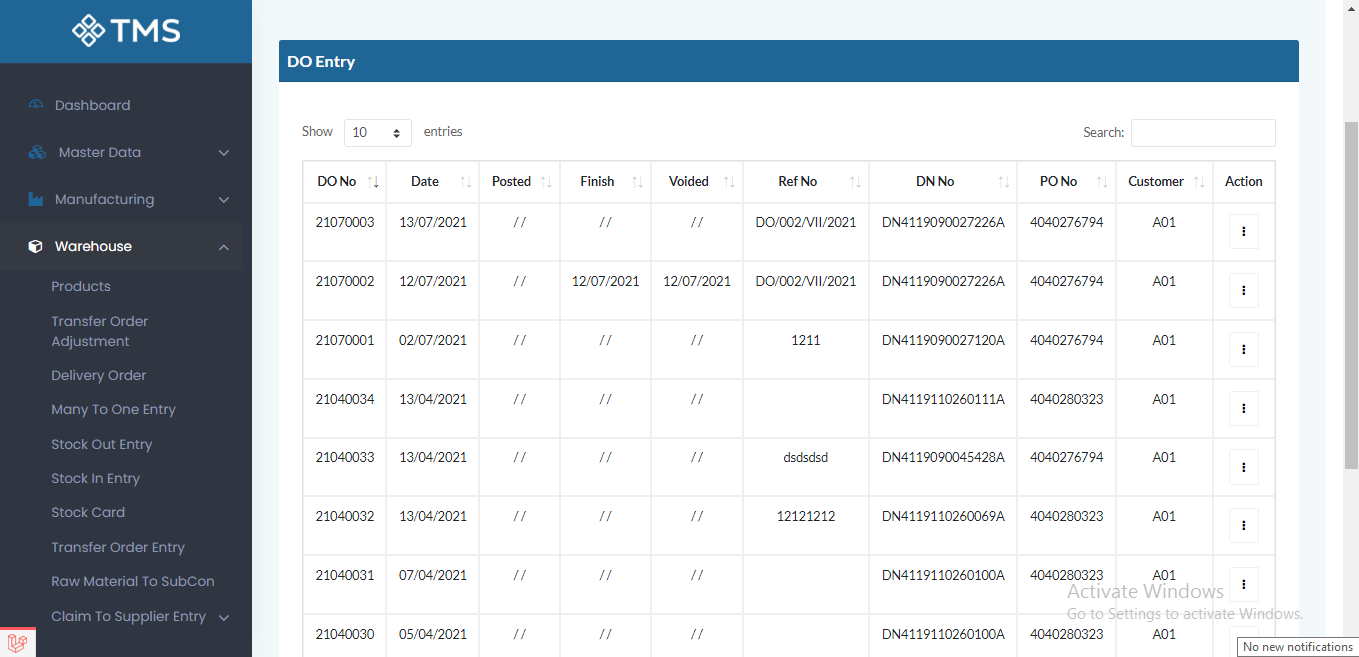 TMS
Dashboard
Master Data
Manufacturing
Warehouse
Products
Transfer Order
Adjustment
Delivery Order
Many To One Entry
Stock Out Entry
Stock In Entry
Stock Card
Transfer Order Entry
Raw Material To SubCon
Claim To Supplier Entry
DO Entry
Show 10 entries Search:
DO No Date Posted Finish Voided Ref No DN No PO No Customer Action
21070003 13/07/2021 / / / / / / DO/002/VII/2021 DN4119090027226A 4040276794 A01
21070002 12/07/2021 / / 12/07/2021 12/07/2021 DO/002/VII/2021 DN4119090027226A 4040276794 A01
21070001 02/07/2021 / / / / / / 1211 DN4119090027120A 4040276794 A01
21040034 13/04/2021 / / / / / / DN4119110260111A 4040280323 A01
21040033 13/04/2021 / / / / / / dsdsdsd DN4119090045428A 4040276794 A01
21040032 13/04/2021 / / / / / / 12121212 DN4119110260069A 4040280323 A01
21040031 07/04/2021 / / / / / / DN4119110260100A 4040280323 A01
21040030 05/04/2021 / / / / / / DN4119110260100A 4040280323 A01
Activate Windows
Go to Settings to activate Windows.
No new notifications